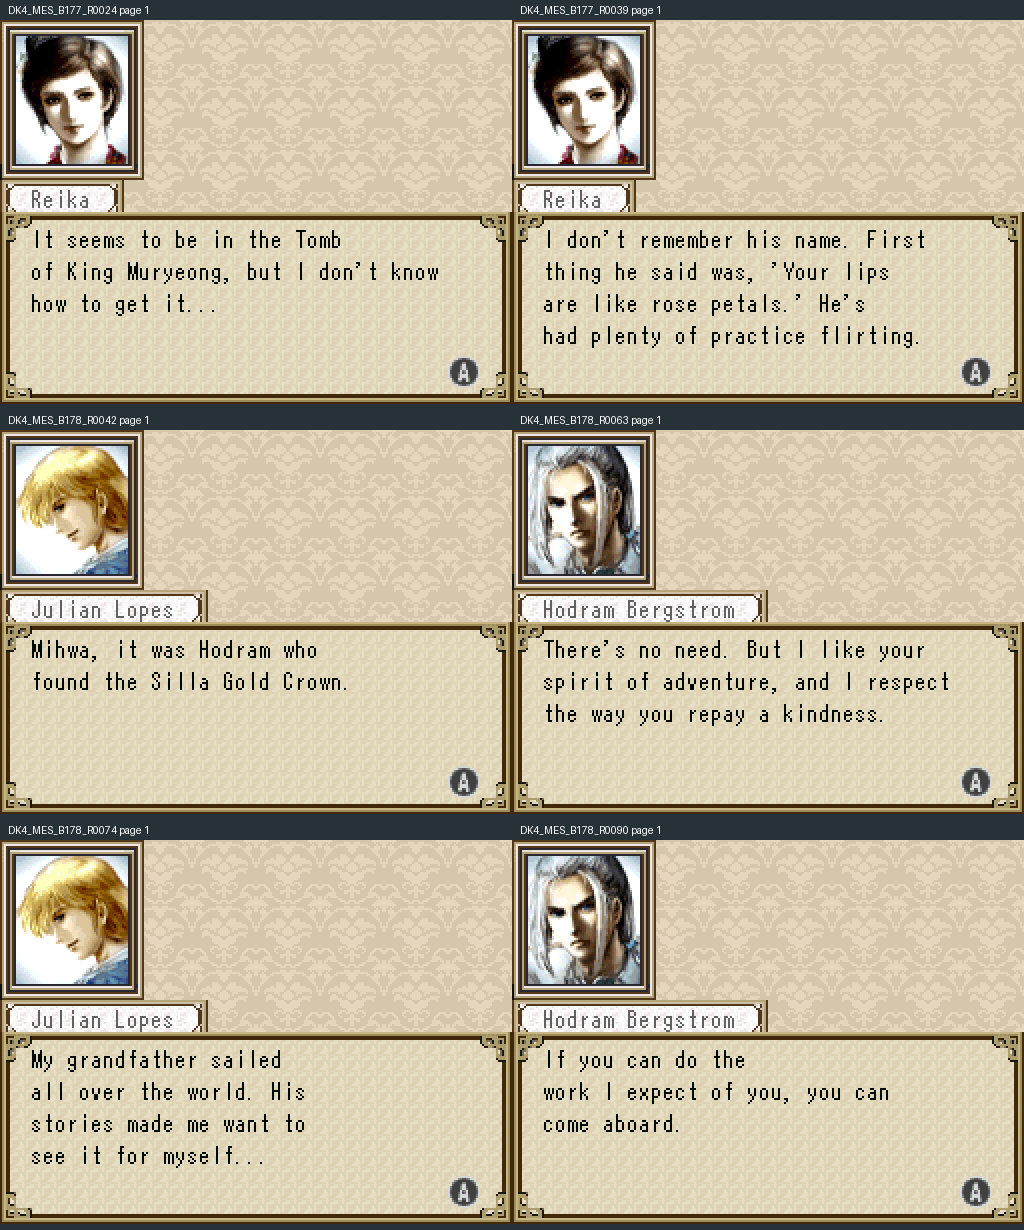 DK4_MES_B177_R0024 page 1
Reika
It seems to be in the Tomb
of King Muryeong, but I don't know
how to get it...
A
DK4_MES_B177_R0039 page 1
Reika
I don't remember his name. First
thing he said was, 'Your lips
are like rose petals.' He's
had plenty of practice flirting.
A
DK4_MES_B178_R0042 page 1
Julian Lopes
Mihwa, it was Hodram who
found the Silla Gold Crown.
A
DK4_MES_B178_R0063 page 1
Hodram Bergstrom
There's no need. But I like your
spirit of adventure, and I respect
the way you repay a kindness.
A
DK4_MES_B178_R0074 page 1
Julian Lopes
My grandfather sailed
all over the world. His
stories made me want to
see it for myself...
A
DK4_MES_B178_R0090 page 1
Hodram Bergstrom
If you can do the
work I expect of you, you can
come aboard.
A